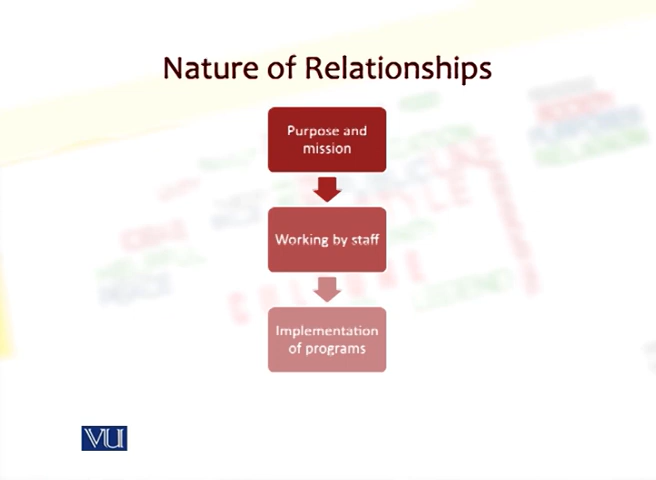 Nature of Relationships
Purpose and
mission
Working by staff
Implementation
of programs
VU